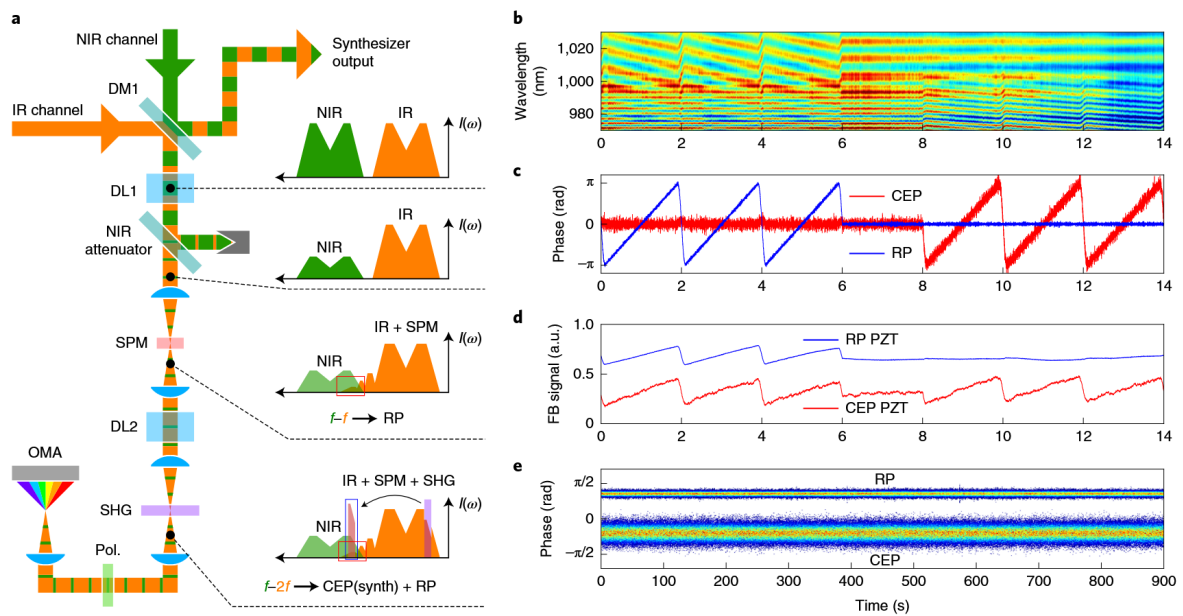 a
NIR channel
Synthesizer
output
DM1
IR channel
NIR
IR
I(ω)
DL1
NIR
attenuator
IR
I(ω)
NIR
SPM
IR + SPM
I(ω)
NIR
f–f → RP
DL2
OMA
IR + SPM + SHG
I(ω)
NIR
SHG
Pol.
f–2f → CEP(synth) + RP
b
Wavelength
(nm)
1,020
1,000
980
0 2 4 6 8 10 12 14
c
Phase (rad)
π
0
−π
CEP
RP
0 2 4 6 8 10 12 14
d
FB signal (a.u.)
1.0
0.5
0
RP PZT
CEP PZT
0 2 4 6 8 10 12 14
e
Phase (rad)
π/2
0
−π/2
RP
CEP
0 100 200 300 400 500 600 700 800 900
Time (s)